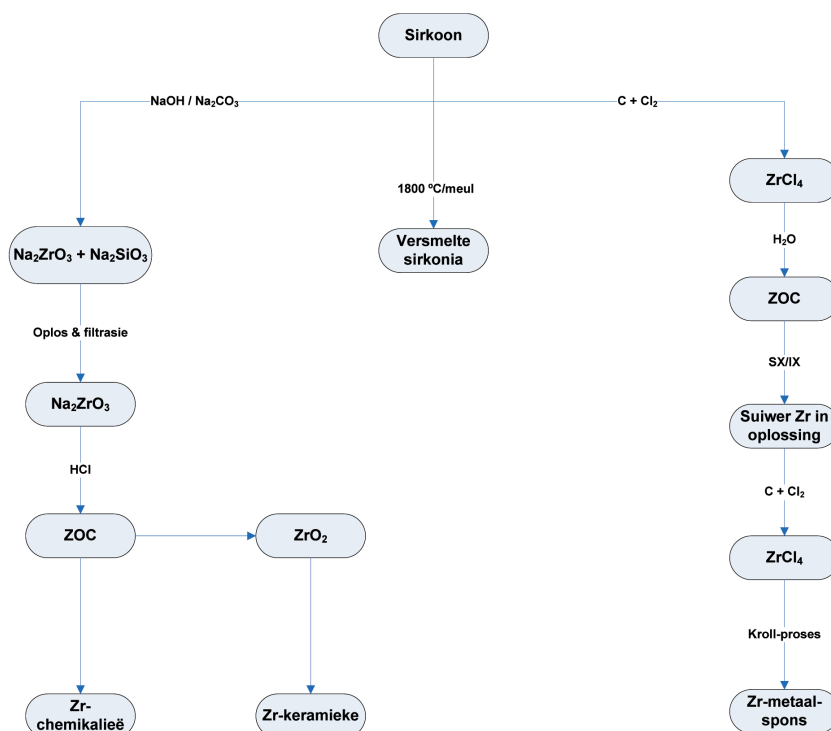 Sirkoon
NaOH / Na₂CO₃
C + Cl₂
1800 ºC/meul
ZrCl₄
Na₂ZrO₃ + Na₂SiO₃
Versmelte
sirkonia
H₂O
ZOC
Oplos & filtrasie
SX/IX
Na₂ZrO₃
Suiwer Zr in
oplossing
HCl
C + Cl₂
ZOC
ZrO₂
ZrCl₄
Kroll-proses
Zr-
chemikalieë
Zr-keramieke
Zr-metaal-
spons